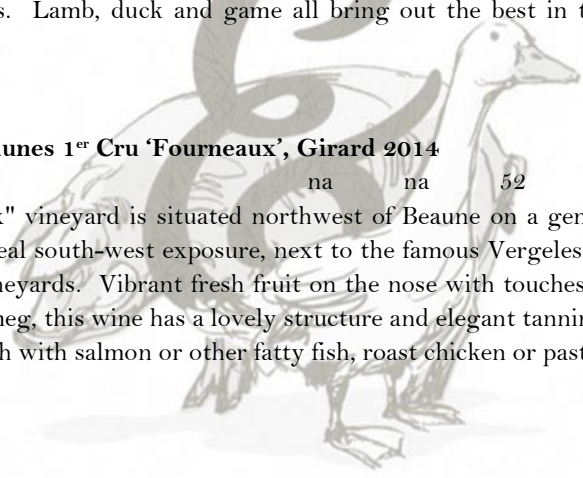 s. Lamb, duck and game all bring out the best in t
unes 1er Cru ‘Fourneaux’, Girard 2014
na na 52
x" vineyard is situated northwest of Beaune on a gen
eal south-west exposure, next to the famous Vergeles
neyards. Vibrant fresh fruit on the nose with touches
neg, this wine has a lovely structure and elegant tannin
h with salmon or other fatty fish, roast chicken or past